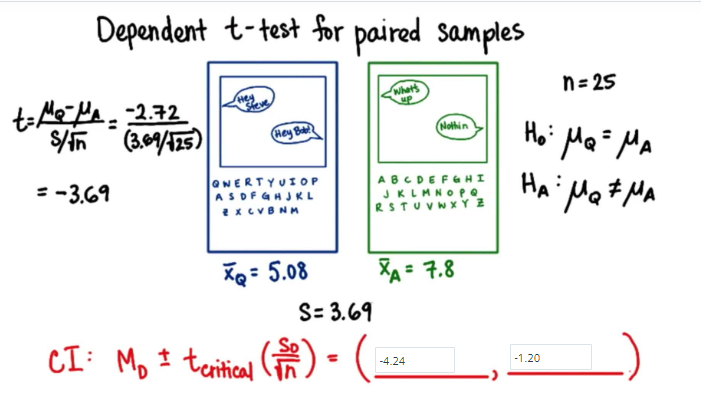 Dependent t-test for paired samples
t = μQ-μA / S/√n = -2.72 / (3.69/√25)
= -3.69
Hey Steve
Hey Bob!
QWERTYUIOP
ASDFGHJKL
ZXCVBNM
x̄Q = 5.08
What's up
Nothin
ABCDEFGHI
JKLMNOPQ
RSTUVWXYZ
x̄A = 7.8
n = 25
H₀: μQ = μA
HA: μQ ≠ μA
S = 3.69
CI: MD ± tcritical (SD/√n) = (-4.24, -1.20)